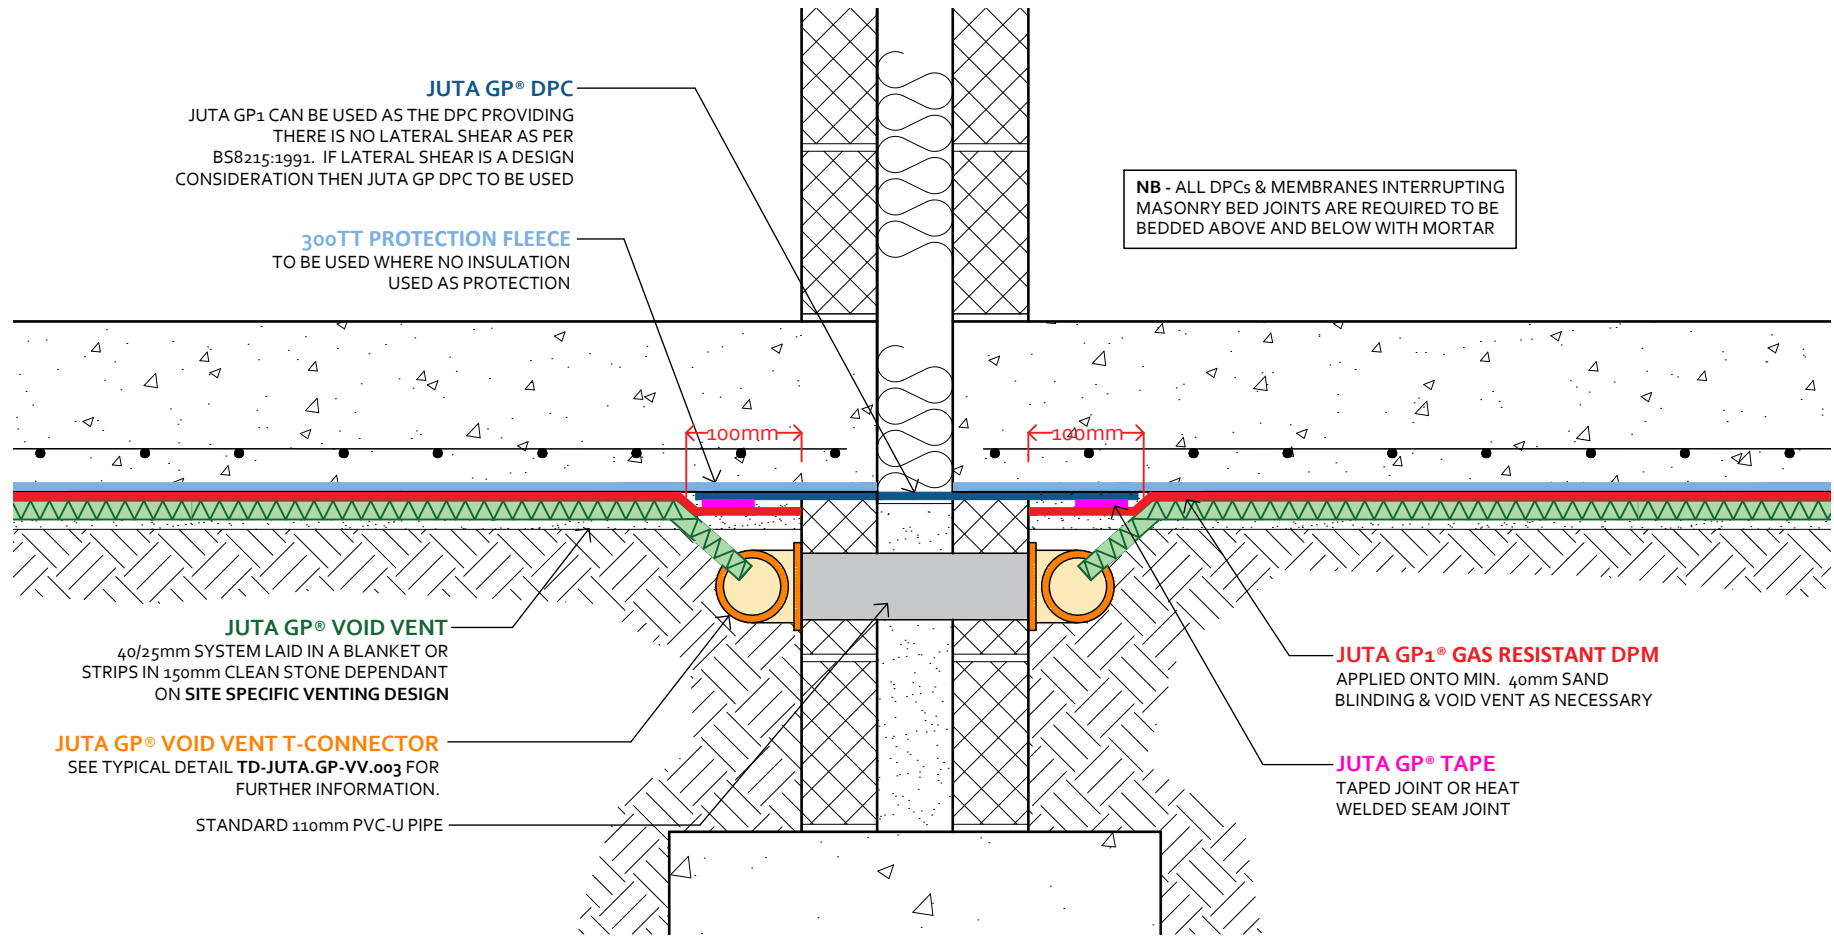 JUTA GP® DPC
JUTA GP1 CAN BE USED AS THE DPC PROVIDING
THERE IS NO LATERAL SHEAR AS PER
BS8215:1991. IF LATERAL SHEAR IS A DESIGN
CONSIDERATION THEN JUTA GP DPC TO BE USED
NB - ALL DPCs & MEMBRANES INTERRUPTING
MASONRY BED JOINTS ARE REQUIRED TO BE
BEDDED ABOVE AND BELOW WITH MORTAR
300TT PROTECTION FLEECE
TO BE USED WHERE NO INSULATION
USED AS PROTECTION
100mm
100mm
JUTA GP® VOID VENT
40/25mm SYSTEM LAID IN A BLANKET OR
STRIPS IN 150mm CLEAN STONE DEPENDANT
ON SITE SPECIFIC VENTING DESIGN
JUTA GP® VOID VENT T-CONNECTOR
SEE TYPICAL DETAIL TD-JUTA.GP-VV.003 FOR
FURTHER INFORMATION.
STANDARD 110mm PVC-U PIPE
JUTA GP1® GAS RESISTANT DPM
APPLIED ONTO MIN. 40mm SAND
BLINDING & VOID VENT AS NECESSARY
JUTA GP® TAPE
TAPED JOINT OR HEAT
WELDED SEAM JOINT